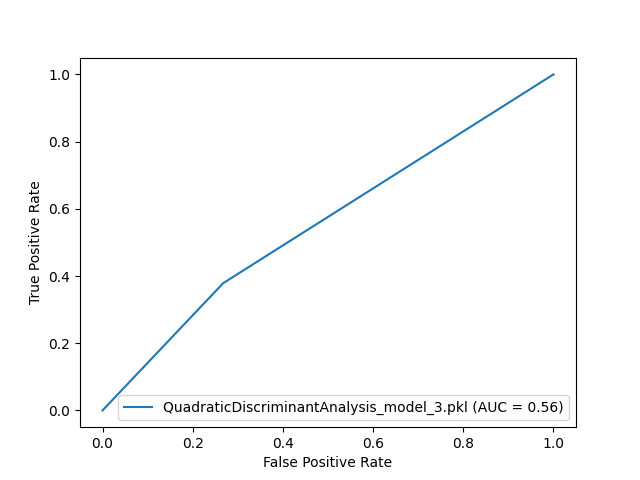 1.0
0.8
0.6
0.4
0.2
0.0
True Positive Rate
QuadraticDiscriminantAnalysis_model_3.pkl (AUC = 0.56)
0.0 0.2 0.4 0.6 0.8 1.0
False Positive Rate